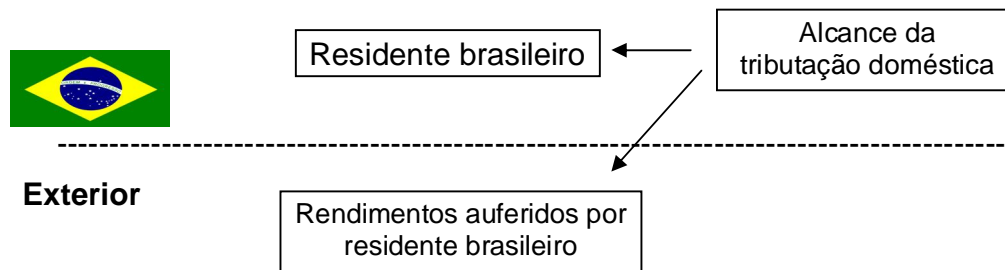 Residente brasileiro
Alcance da
tributação doméstica
Exterior
Rendimentos auferidos por
residente brasileiro